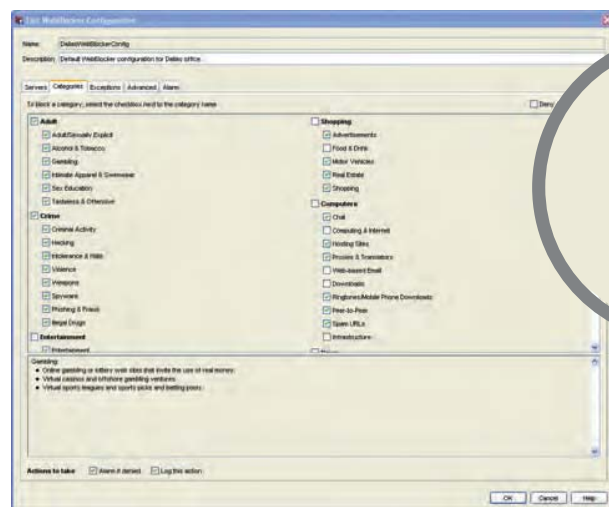 Edit WebBlocker Configuration
Name: DallasWebBlockerConfig
Description: Default WebBlocker configuration for Dallas office
Servers Categories Exceptions Advanced Alarm
To block a category, select the checkbox next to the category name
Deny
Adult
Adult/Sexually Explicit
Alcohol & Tobacco
Gambling
Intimate Apparel & Swimwear
Sex Education
Tasteless & Offensive
Crime
Criminal Activity
Hacking
Intolerance & Hate
Violence
Weapons
Spyware
Phishing & Fraud
Illegal Drugs
Entertainment
Entertainment
Shopping
Advertisements
Food & Drink
Motor Vehicles
Real Estate
Shopping
Computers
Chat
Computing & Internet
Hosting Sites
Proxies & Translators
Web-based Email
Downloads
Ringtones/Mobile Phone Downloads
Peer-to-Peer
Spam URLs
Infrastructure
Gambling
• Online gambling or lottery web sites that invite the use of real money.
• Virtual casinos and offshore gambling ventures.
• Virtual sports leagues and sports picks and betting pools.
Actions to take Alarm if denied Log this action
OK Cancel Help